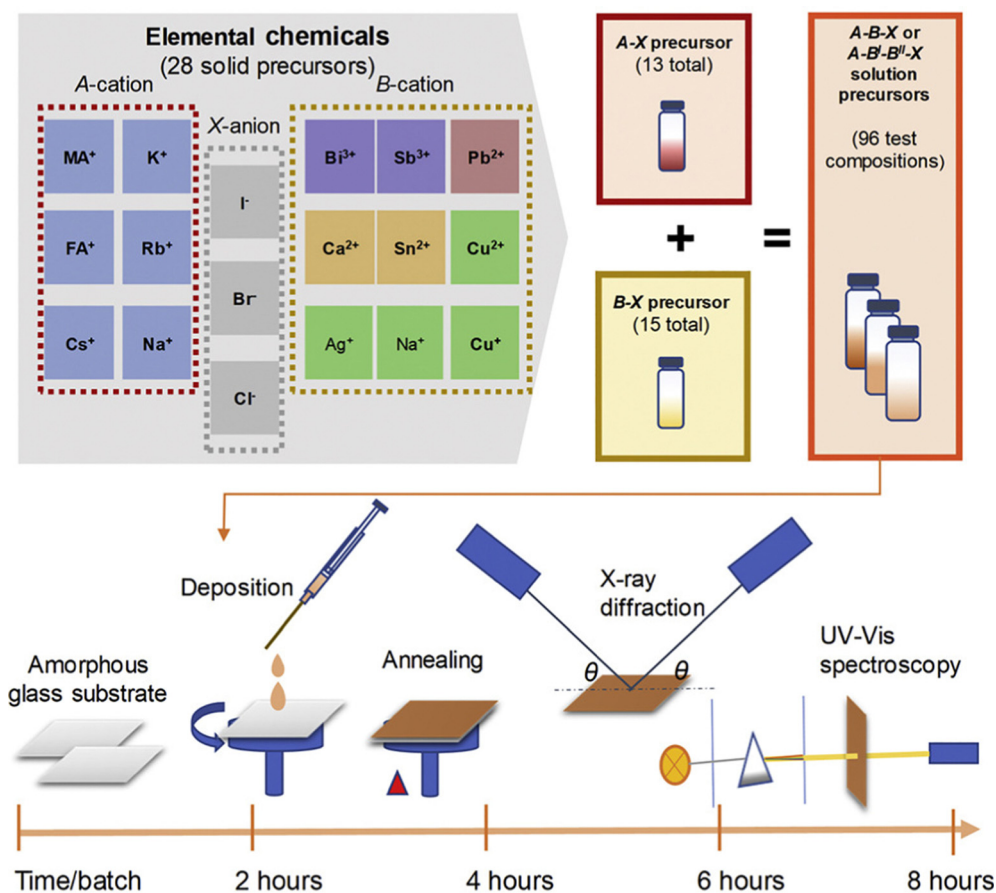 Elemental chemicals
(28 solid precursors)
A-cation
X-anion
B-cation
MA⁺
K⁺
FA⁺
Rb⁺
Cs⁺
Na⁺
I⁻
Br⁻
Cl⁻
Bi³⁺
Sb³⁺
Pb²⁺
Ca²⁺
Sn²⁺
Cu²⁺
Ag⁺
Na⁺
Cu⁺
A-X precursor
(13 total)
+
B-X precursor
(15 total)
=
A-B-X or
A-Bᴵ-Bᴵᴵ-X
solution
precursors
(96 test
compositions)
Deposition
X-ray
diffraction
UV-Vis
spectroscopy
Amorphous
glass substrate
Annealing
θ
θ
Time/batch
2 hours
4 hours
6 hours
8 hours